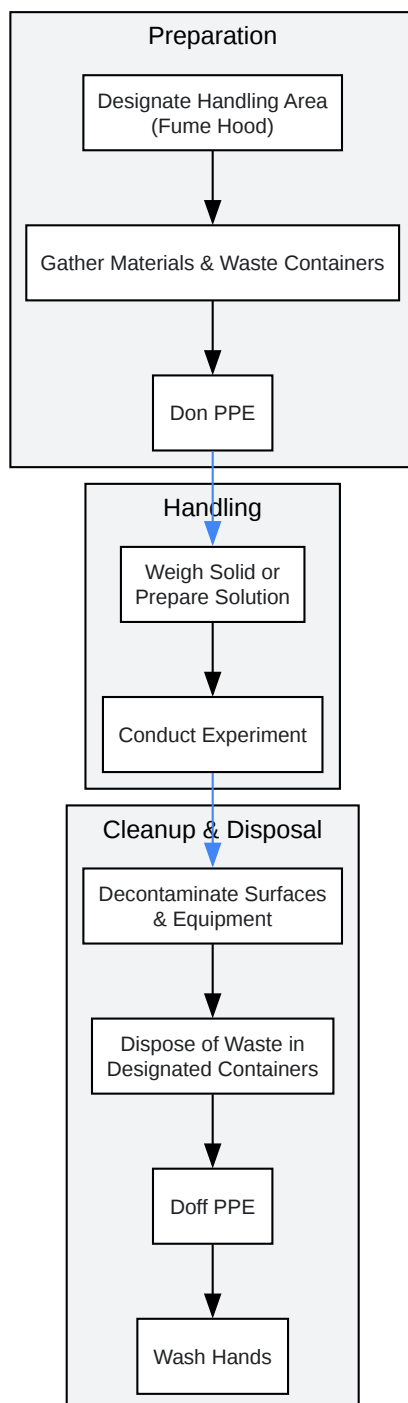 Preparation
Designate Handling Area
(Fume Hood)
Gather Materials & Waste Containers
Don PPE
Handling
Weigh Solid or
Prepare Solution
Conduct Experiment
Cleanup & Disposal
Decontaminate Surfaces
& Equipment
Dispose of Waste in
Designated Containers
Doff PPE
Wash Hands